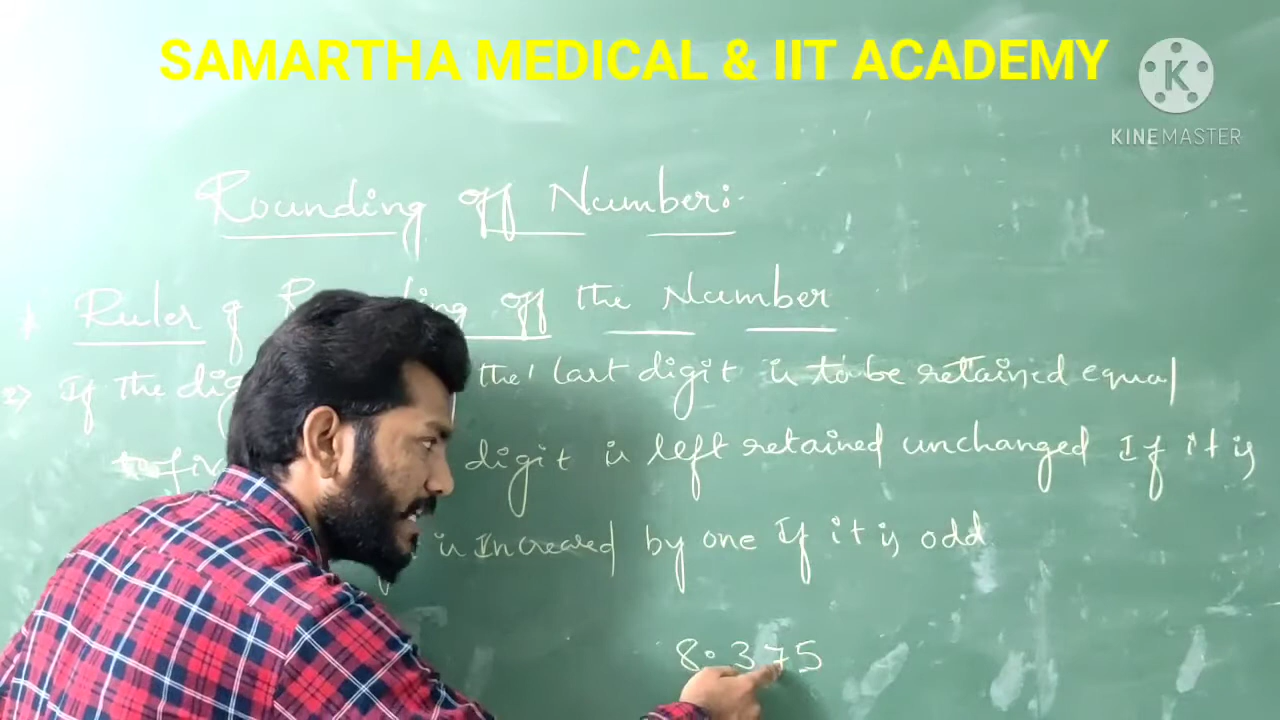 SAMARTHA MEDICAL & IIT ACADEMY
K
KINEMASTER
Rounding off Number:-
Rules of off the Number
2) If the the last digit is to be retained equal
digit is left retained unchanged If it is
is Increased by one If it is odd
8.375